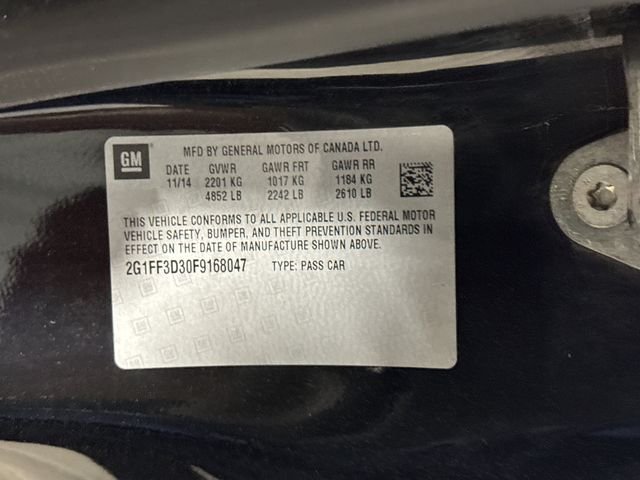 GM
MFD BY GENERAL MOTORS OF CANADA LTD.
DATE GVWR GAWR FRT GAWR RR
11/14 2201 KG 1017 KG 1184 KG
4852 LB 2242 LB 2610 LB
THIS VEHICLE CONFORMS TO ALL APPLICABLE U.S. FEDERAL MOTOR
VEHICLE SAFETY, BUMPER, AND THEFT PREVENTION STANDARDS IN
EFFECT ON THE DATE OF MANUFACTURE SHOWN ABOVE.
2G1FF3D30F9168047 TYPE: PASS CAR